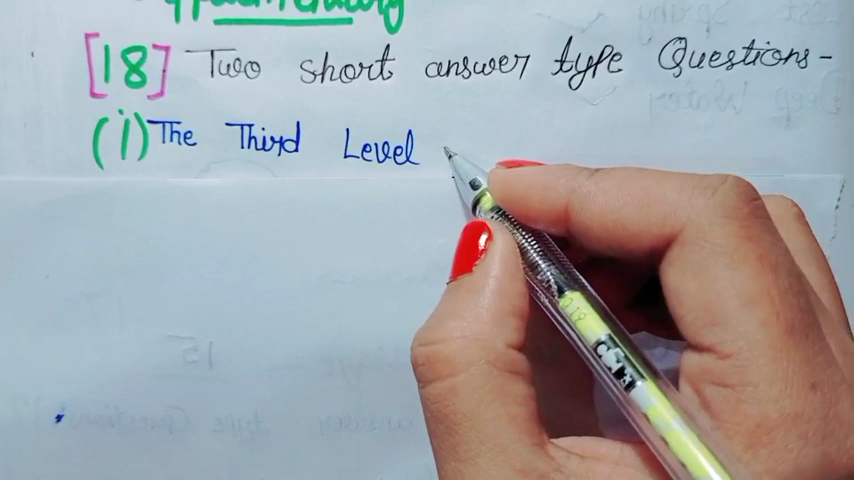 [18] Two short answer type Questions-
(i) The Third Level